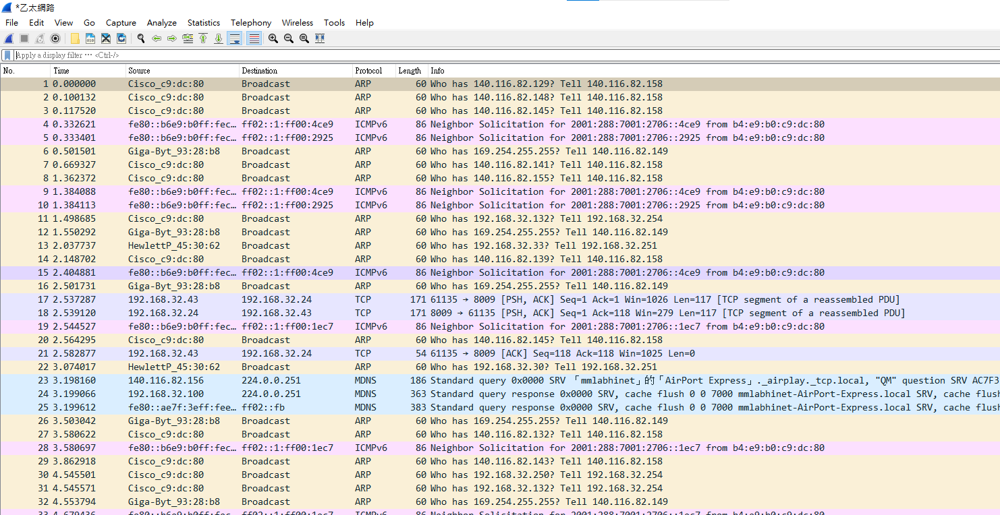 *乙太網路
File Edit View Go Capture Analyze Statistics Telephony Wireless Tools Help
Apply a display filter ⋯ <Ctrl-/>
No. Time Source Destination Protocol Length Info
1 0.000000 Cisco_c9:dc:80 Broadcast ARP 60 Who has 140.116.82.129? Tell 140.116.82.158
2 0.100132 Cisco_c9:dc:80 Broadcast ARP 60 Who has 140.116.82.148? Tell 140.116.82.158
3 0.117520 Cisco_c9:dc:80 Broadcast ARP 60 Who has 140.116.82.145? Tell 140.116.82.158
4 0.332621 fe80::b6e9:b0ff:fec… ff02::1:ff00:4ce9 ICMPv6 86 Neighbor Solicitation for 2001:288:7001:2706::4ce9 from b4:e9:b0:c9:dc:80
5 0.333401 fe80::b6e9:b0ff:fec… ff02::1:ff00:2925 ICMPv6 86 Neighbor Solicitation for 2001:288:7001:2706::2925 from b4:e9:b0:c9:dc:80
6 0.501501 Giga-Byt_93:28:b8 Broadcast ARP 60 Who has 169.254.255.255? Tell 140.116.82.149
7 0.669327 Cisco_c9:dc:80 Broadcast ARP 60 Who has 140.116.82.141? Tell 140.116.82.158
8 1.362372 Cisco_c9:dc:80 Broadcast ARP 60 Who has 140.116.82.155? Tell 140.116.82.158
9 1.384088 fe80::b6e9:b0ff:fec… ff02::1:ff00:4ce9 ICMPv6 86 Neighbor Solicitation for 2001:288:7001:2706::4ce9 from b4:e9:b0:c9:dc:80
10 1.384113 fe80::b6e9:b0ff:fec… ff02::1:ff00:2925 ICMPv6 86 Neighbor Solicitation for 2001:288:7001:2706::2925 from b4:e9:b0:c9:dc:80
11 1.498685 Cisco_c9:dc:80 Broadcast ARP 60 Who has 192.168.32.132? Tell 192.168.32.254
12 1.550292 Giga-Byt_93:28:b8 Broadcast ARP 60 Who has 169.254.255.255? Tell 140.116.82.149
13 2.037737 HewlettP_45:30:62 Broadcast ARP 60 Who has 192.168.32.33? Tell 192.168.32.251
14 2.148702 Cisco_c9:dc:80 Broadcast ARP 60 Who has 140.116.82.139? Tell 140.116.82.158
15 2.404881 fe80::b6e9:b0ff:fec… ff02::1:ff00:4ce9 ICMPv6 86 Neighbor Solicitation for 2001:288:7001:2706::4ce9 from b4:e9:b0:c9:dc:80
16 2.501731 Giga-Byt_93:28:b8 Broadcast ARP 60 Who has 169.254.255.255? Tell 140.116.82.149
17 2.537287 192.168.32.43 192.168.32.24 TCP 171 61135 → 8009 [PSH, ACK] Seq=1 Ack=1 Win=1026 Len=117 [TCP segment of a reassembled PDU]
18 2.539120 192.168.32.24 192.168.32.43 TCP 171 8009 → 61135 [PSH, ACK] Seq=1 Ack=118 Win=279 Len=117 [TCP segment of a reassembled PDU]
19 2.544527 fe80::b6e9:b0ff:fec… ff02::1:ff00:1ec7 ICMPv6 86 Neighbor Solicitation for 2001:288:7001:2706::1ec7 from b4:e9:b0:c9:dc:80
20 2.564295 Cisco_c9:dc:80 Broadcast ARP 60 Who has 140.116.82.145? Tell 140.116.82.158
21 2.582877 192.168.32.43 192.168.32.24 TCP 54 61135 → 8009 [ACK] Seq=118 Ack=118 Win=1025 Len=0
22 3.074017 HewlettP_45:30:62 Broadcast ARP 60 Who has 192.168.32.30? Tell 192.168.32.251
23 3.198160 140.116.82.156 224.0.0.251 MDNS 186 Standard query 0x0000 SRV 「mmlabhinet」的「AirPort Express」._airplay._tcp.local, "QM" question SRV AC7F3
24 3.199066 192.168.32.100 224.0.0.251 MDNS 363 Standard query response 0x0000 SRV, cache flush 0 0 7000 mmlabhinet-AirPort-Express.local SRV, cache flush
25 3.199612 fe80::ae7f:3eff:fee… ff02::fb MDNS 383 Standard query response 0x0000 SRV, cache flush 0 0 7000 mmlabhinet-AirPort-Express.local SRV, cache flush
26 3.503042 Giga-Byt_93:28:b8 Broadcast ARP 60 Who has 169.254.255.255? Tell 140.116.82.149
27 3.580622 Cisco_c9:dc:80 Broadcast ARP 60 Who has 140.116.82.132? Tell 140.116.82.158
28 3.580697 fe80::b6e9:b0ff:fec… ff02::1:ff00:1ec7 ICMPv6 86 Neighbor Solicitation for 2001:288:7001:2706::1ec7 from b4:e9:b0:c9:dc:80
29 3.862918 Cisco_c9:dc:80 Broadcast ARP 60 Who has 140.116.82.143? Tell 140.116.82.158
30 4.545501 Cisco_c9:dc:80 Broadcast ARP 60 Who has 192.168.32.250? Tell 192.168.32.254
31 4.545571 Cisco_c9:dc:80 Broadcast ARP 60 Who has 192.168.32.132? Tell 192.168.32.254
32 4.553794 Giga-Byt_93:28:b8 Broadcast ARP 60 Who has 169.254.255.255? Tell 140.116.82.149
33 4.679436 fe80::b6e9:b0ff:fec… ff02::1:ff00:1ec7 ICMPv6 86 Neighbor Solicitation for 2001:288:7001:2706::1ec7 from b4:e9:b0:c9:dc:80